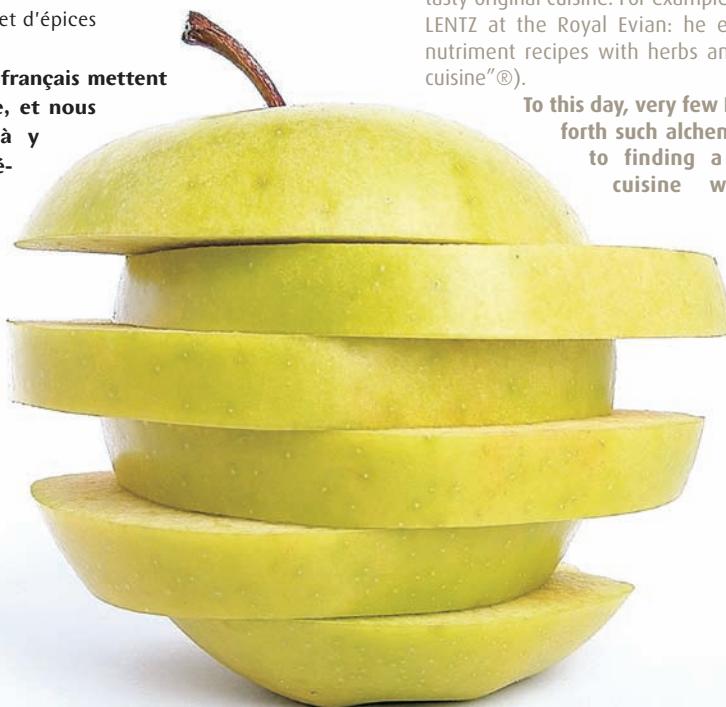 et d'épices
français mettent
e, et nous
à y
é-
tasty original cuisine. For example
LENTZ at the Royal Evian: he e
nutriment recipes with herbs an
cuisine"®).
To this day, very few
forth such alchem
to finding a
cuisine w